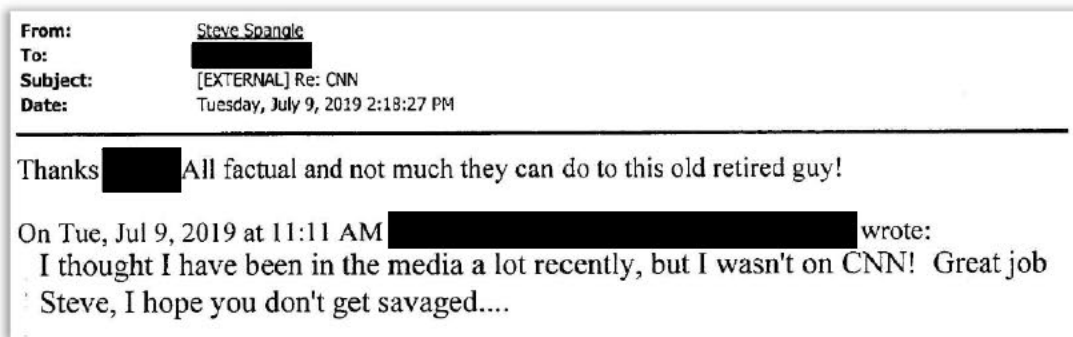 From: Steve Spangle
To:
Subject: [EXTERNAL] Re: CNN
Date: Tuesday, July 9, 2019 2:18:27 PM
Thanks All factual and not much they can do to this old retired guy!
On Tue, Jul 9, 2019 at 11:11 AM wrote:
I thought I have been in the media a lot recently, but I wasn't on CNN! Great job
Steve, I hope you don't get savaged....